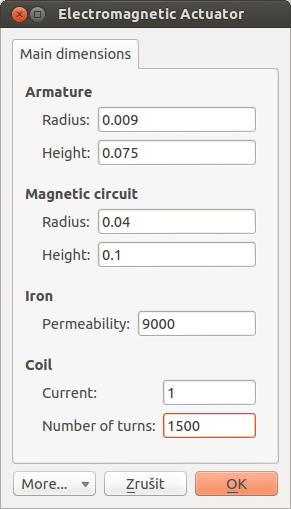 Electromagnetic Actuator
Main dimensions
Armature
Radius: 0.009
Height: 0.075
Magnetic circuit
Radius: 0.04
Height: 0.1
Iron
Permeability: 9000
Coil
Current: 1
Number of turns: 1500
More... Zrušit OK